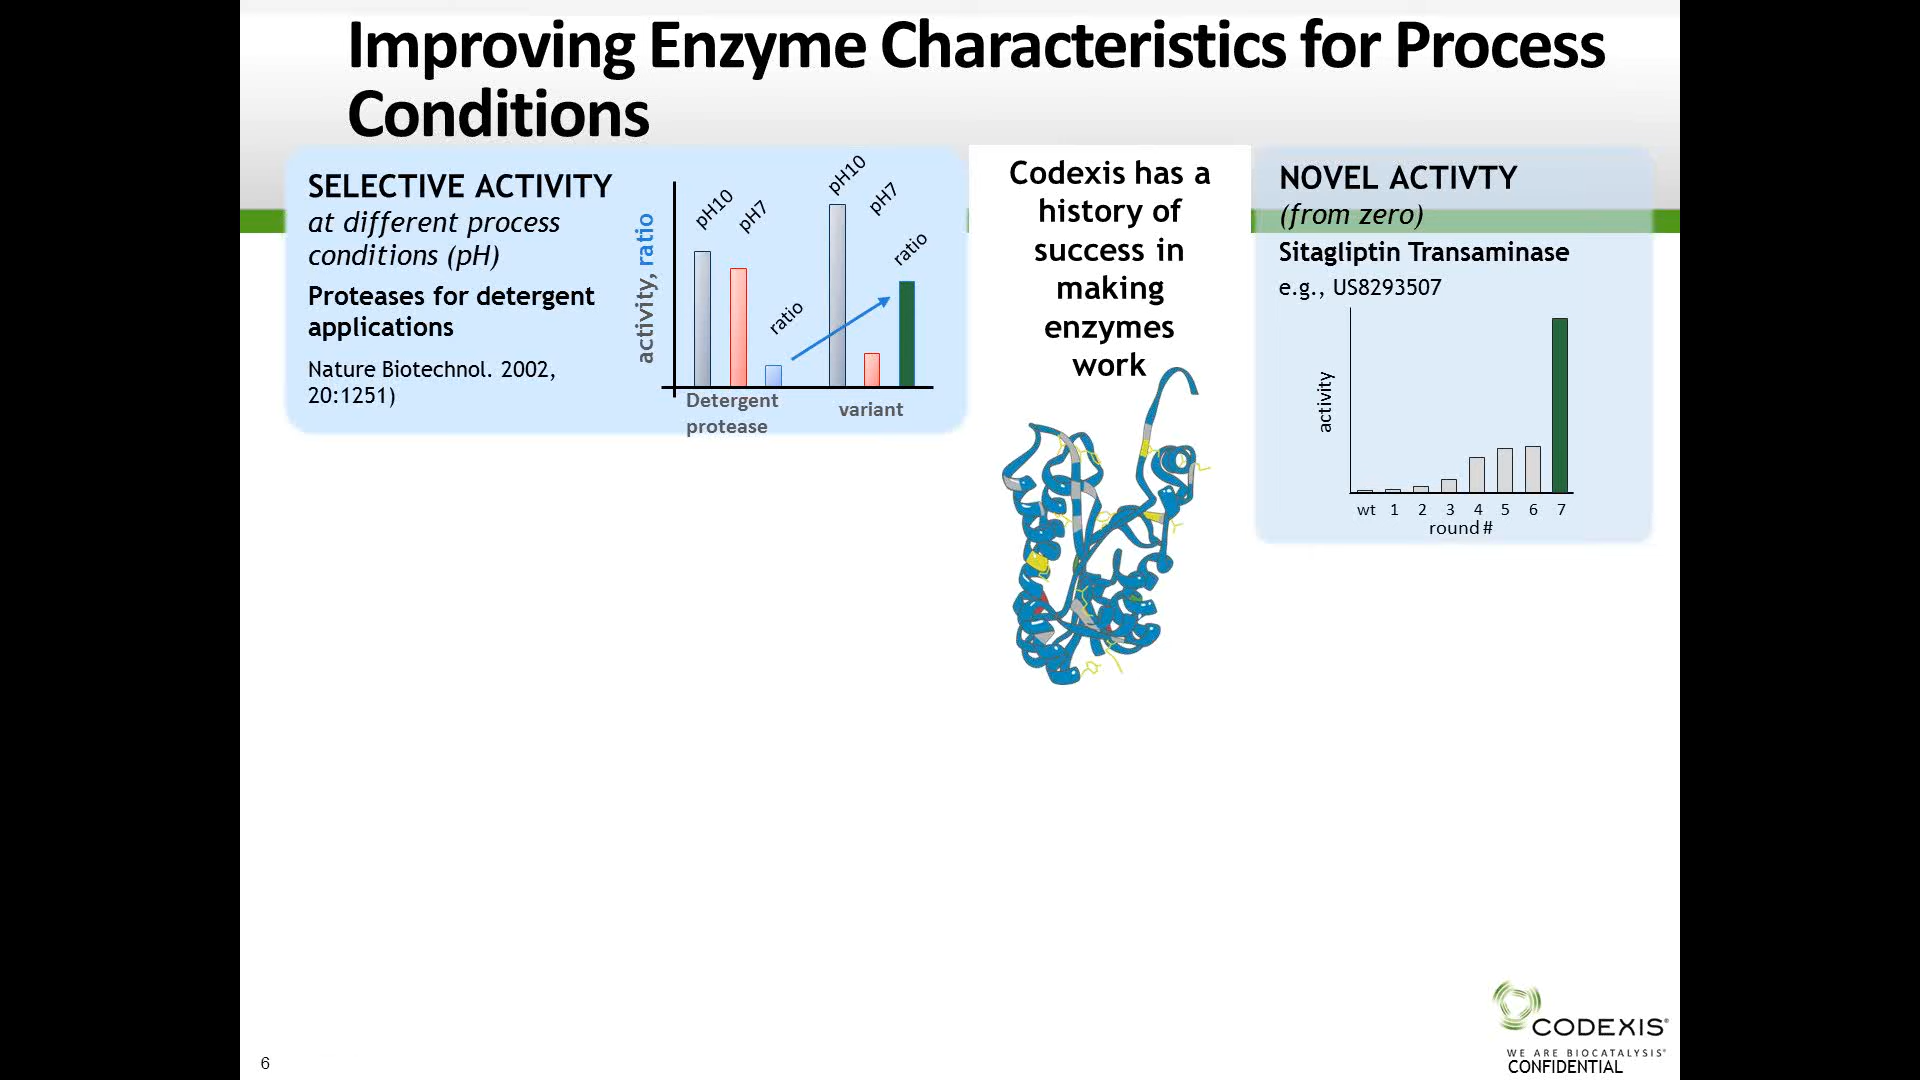 Improving Enzyme Characteristics for Process
Conditions
SELECTIVE ACTIVITY
at different process
conditions (pH)
Proteases for detergent
applications
Nature Biotechnol. 2002,
20:1251)
activity, ratio
pH10
pH7
ratio
pH10
pH7
ratio
Detergent
protease
variant
Codexis has a
history of
success in
making
enzymes
work
NOVEL ACTIVTY
(from zero)
Sitagliptin Transaminase
e.g., US8293507
activity
wt 1 2 3 4 5 6 7
round #
CODEXIS®
WE ARE BIOCATALYSIS®
CONFIDENTIAL
6